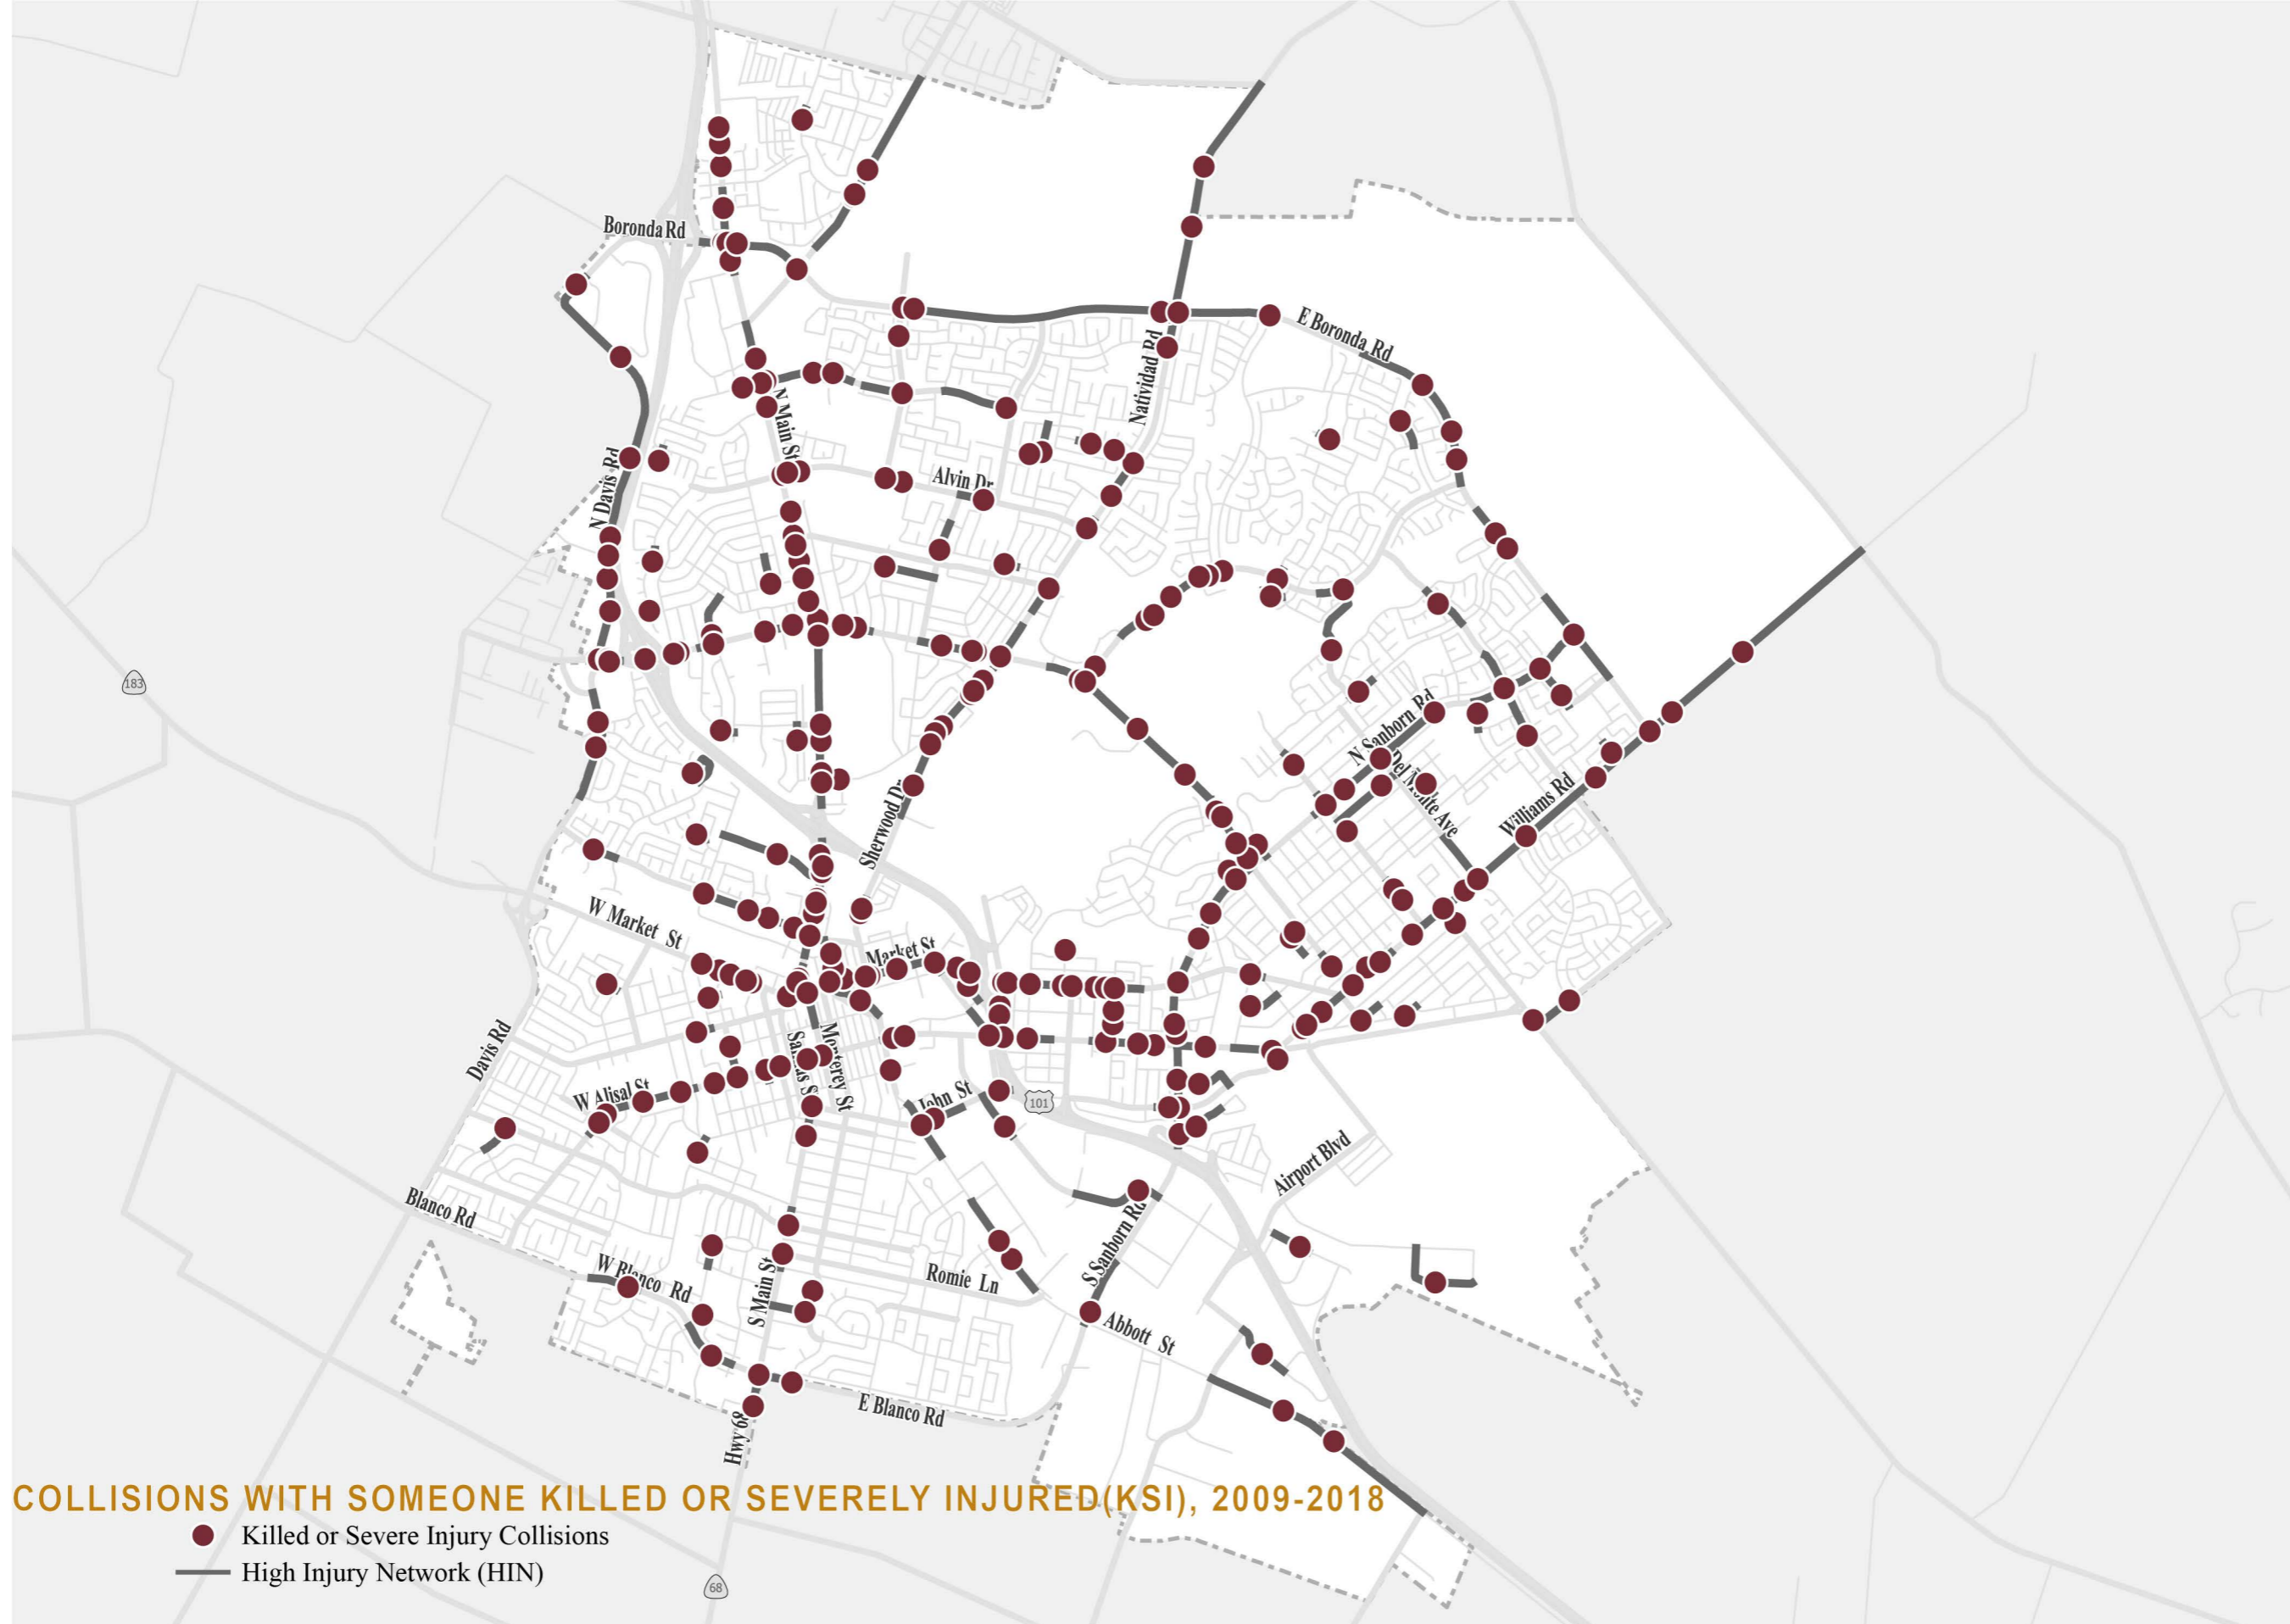 Boronda Rd
E Boronda Rd
Natividad Rd
N Main St
N Davis Rd
Alvin Dr
183
N Sanborn Rd
Del Monte Ave
Williams Rd
Sherwood Dr
W Market St
Market St
Davis Rd
Monterey St
W Alisal St
John St
101
Airport Blvd
Blanco Rd
S Sanborn Rd
W Blanco Rd
Romie Ln
S Main St
Abbott St
E Blanco Rd
Hwy 68
COLLISIONS WITH SOMEONE KILLED OR SEVERELY INJURED(KSI), 2009-2018
Killed or Severe Injury Collisions
High Injury Network (HIN)
68